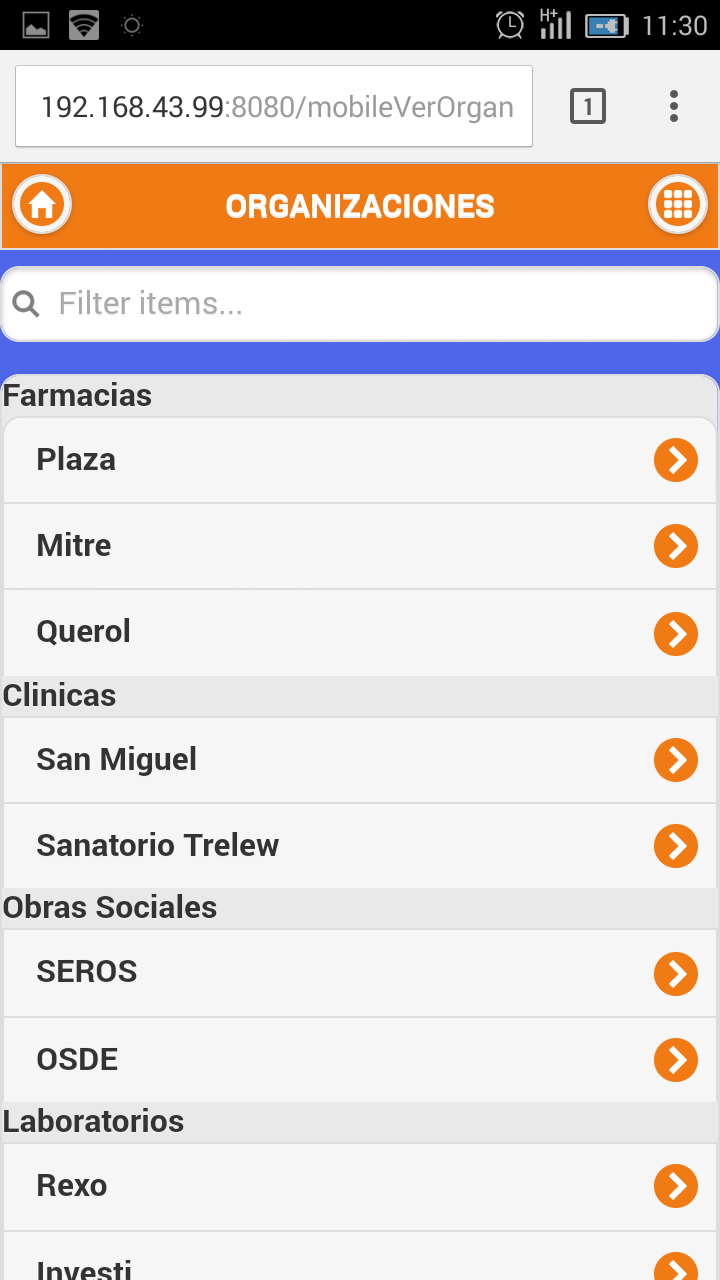 H+
11:30
192.168.43.99:8080/mobileVerOrgan
1
ORGANIZACIONES
Filter items...
Farmacias
Plaza
Mitre
Querol
Clinicas
San Miguel
Sanatorio Trelew
Obras Sociales
SEROS
OSDE
Laboratorios
Rexo
Investi